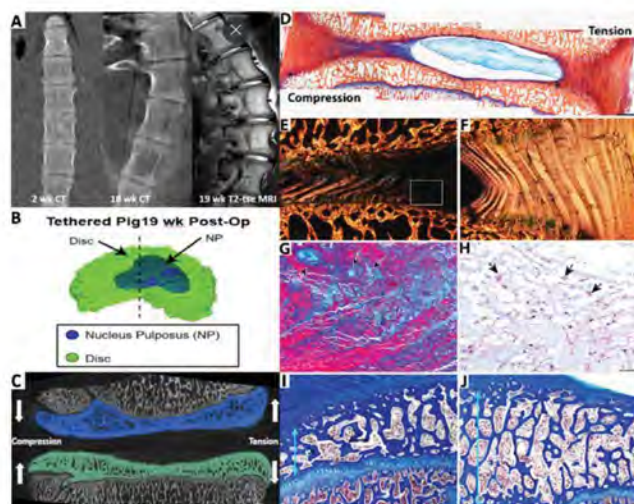 A
2 wk CT
18 wk CT
19 wk T2-tse MRI
B
Tethered Pig19 wk Post-Op
Disc
NP
Nucleus Pulposus (NP)
Disc
C
Compression
Tension
D
Tension
Compression
E
F
G
H
I
J